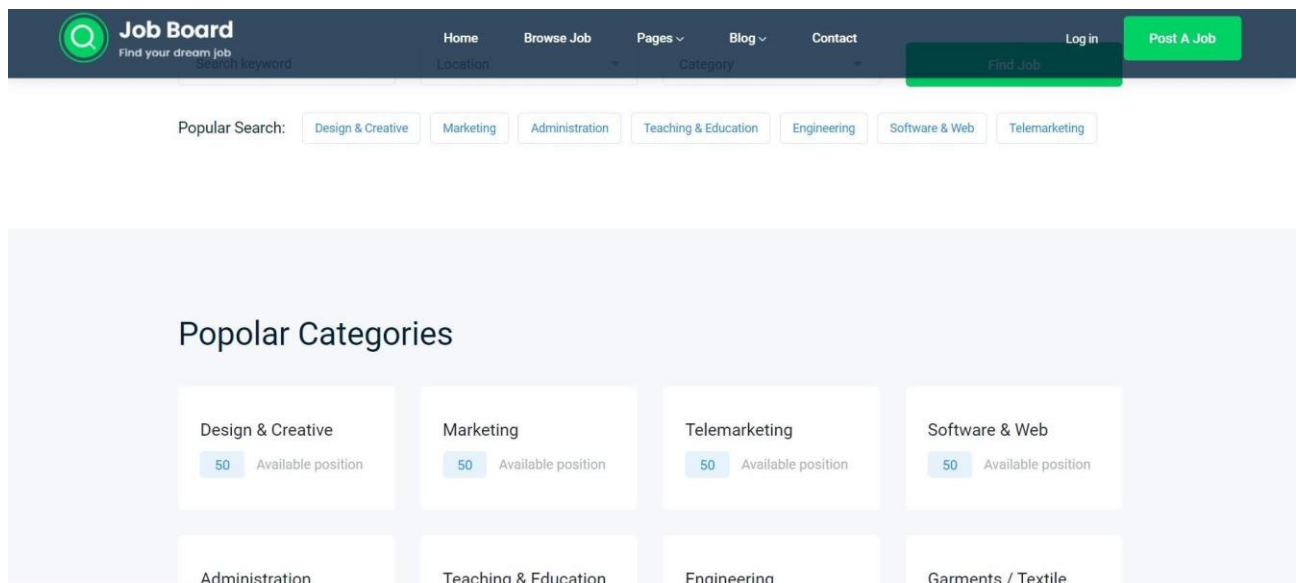 Job Board
Find your dream job
Home Browse Job Pages Blog Contact Log in Post A Job
Search keyword Location Category Find Job
Popular Search: Design & Creative Marketing Administration Teaching & Education Engineering Software & Web Telemarketing
Popolar Categories
Design & Creative Marketing Telemarketing Software & Web
50 Available position 50 Available position 50 Available position 50 Available position
Administration Teaching & Education Engineering Garments / Textile